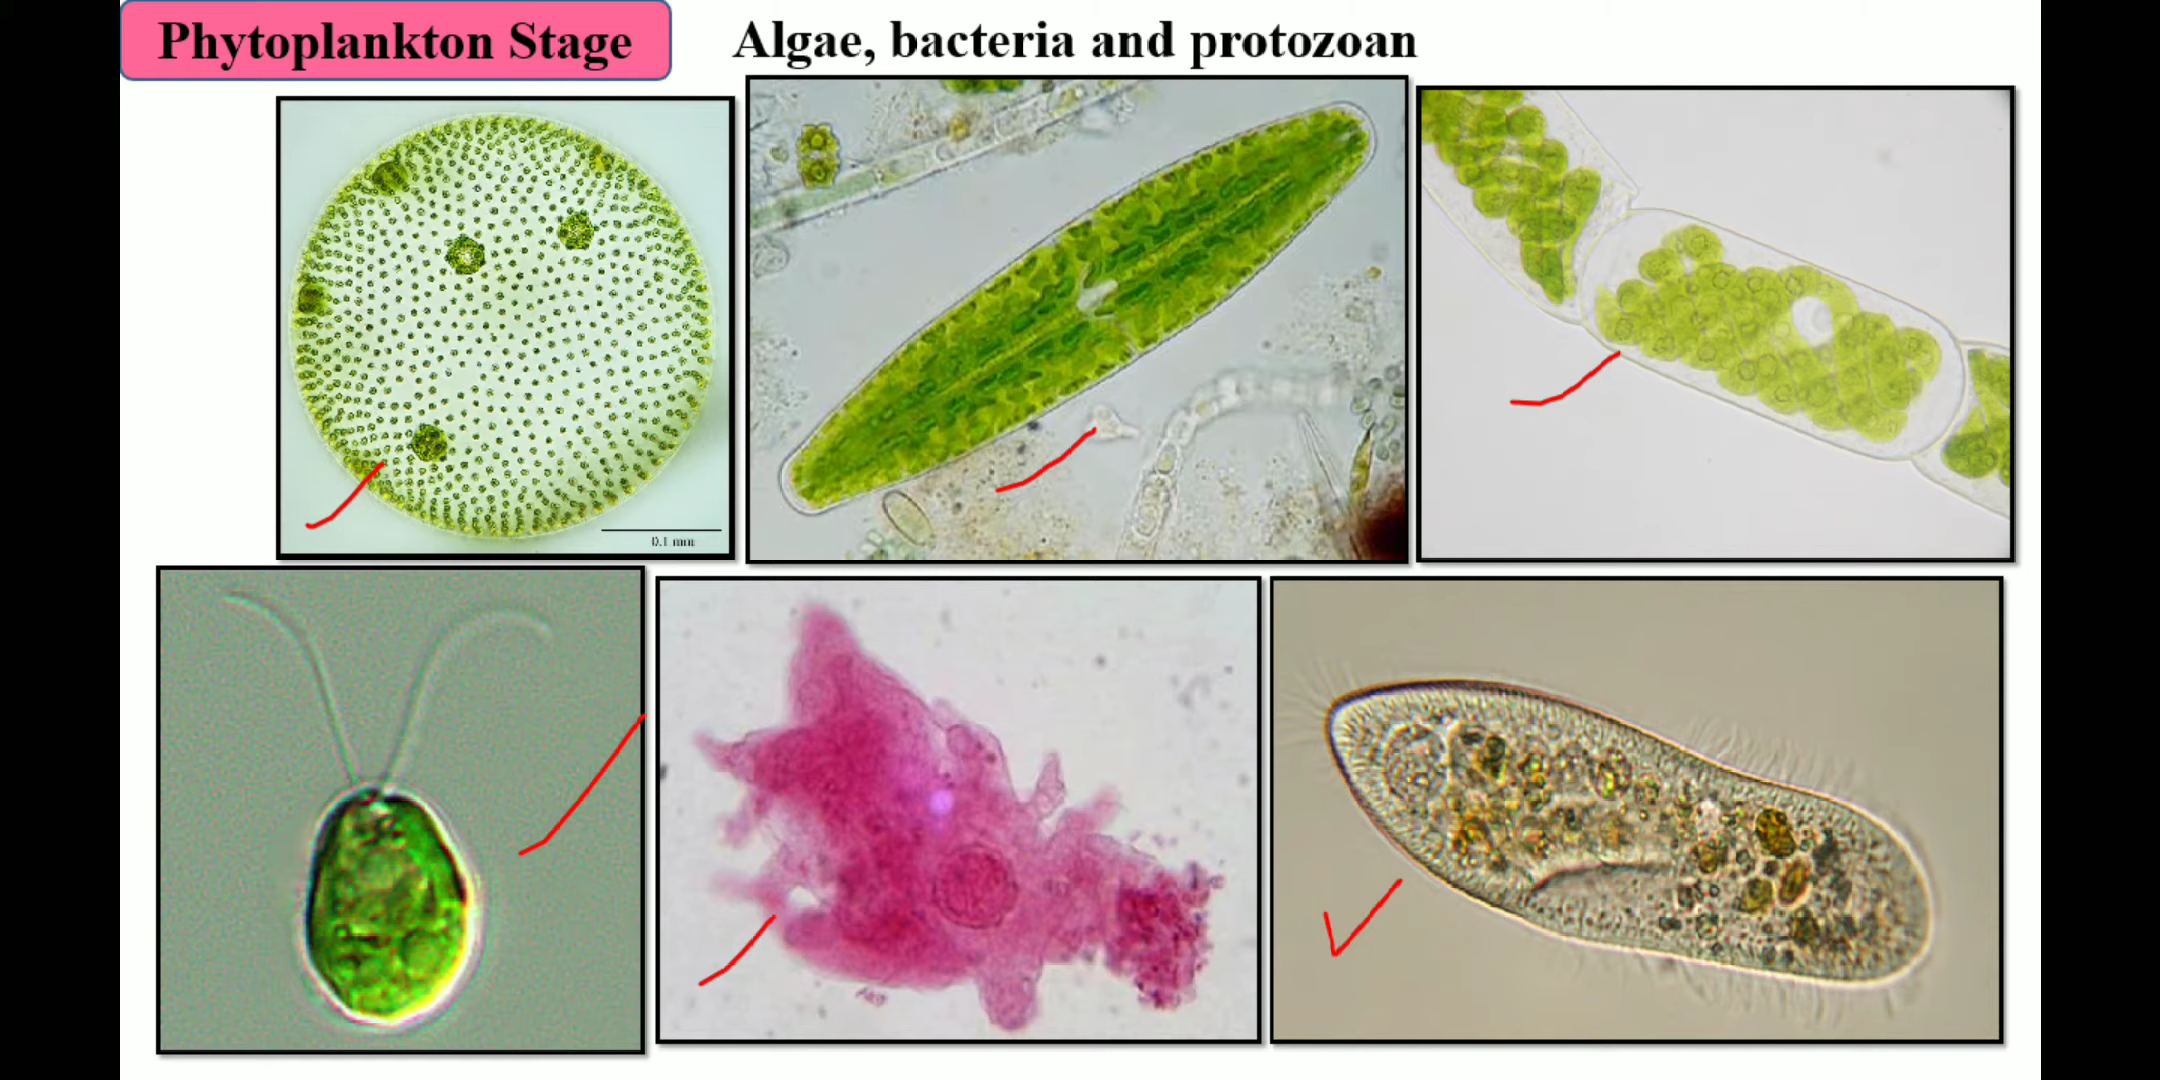 Phytoplankton Stage
Algae, bacteria and protozoan
0.1 mm